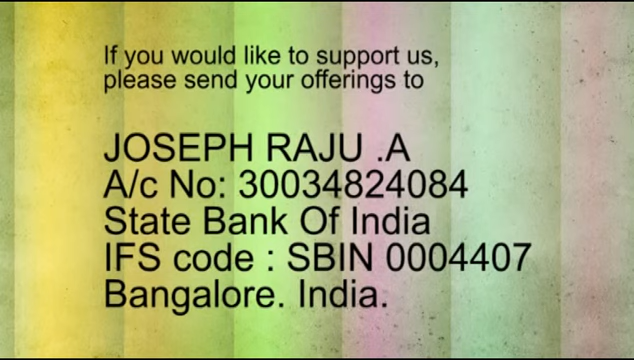 If you would like to support us,
please send your offerings to
JOSEPH RAJU .A
A/c No: 30034824084
State Bank Of India
IFS code : SBIN 0004407
Bangalore. India.